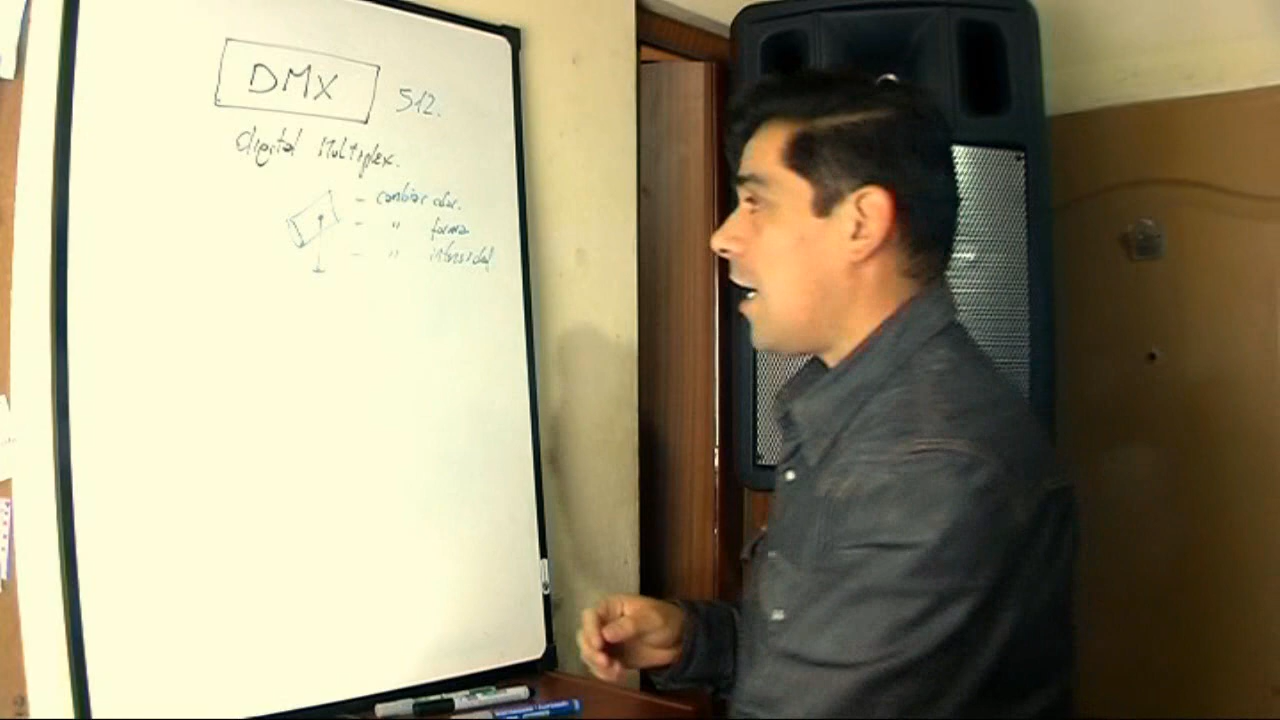 DMX 512.
digital Multiplex.
- cambiar color.
- " forma
- " intensidad